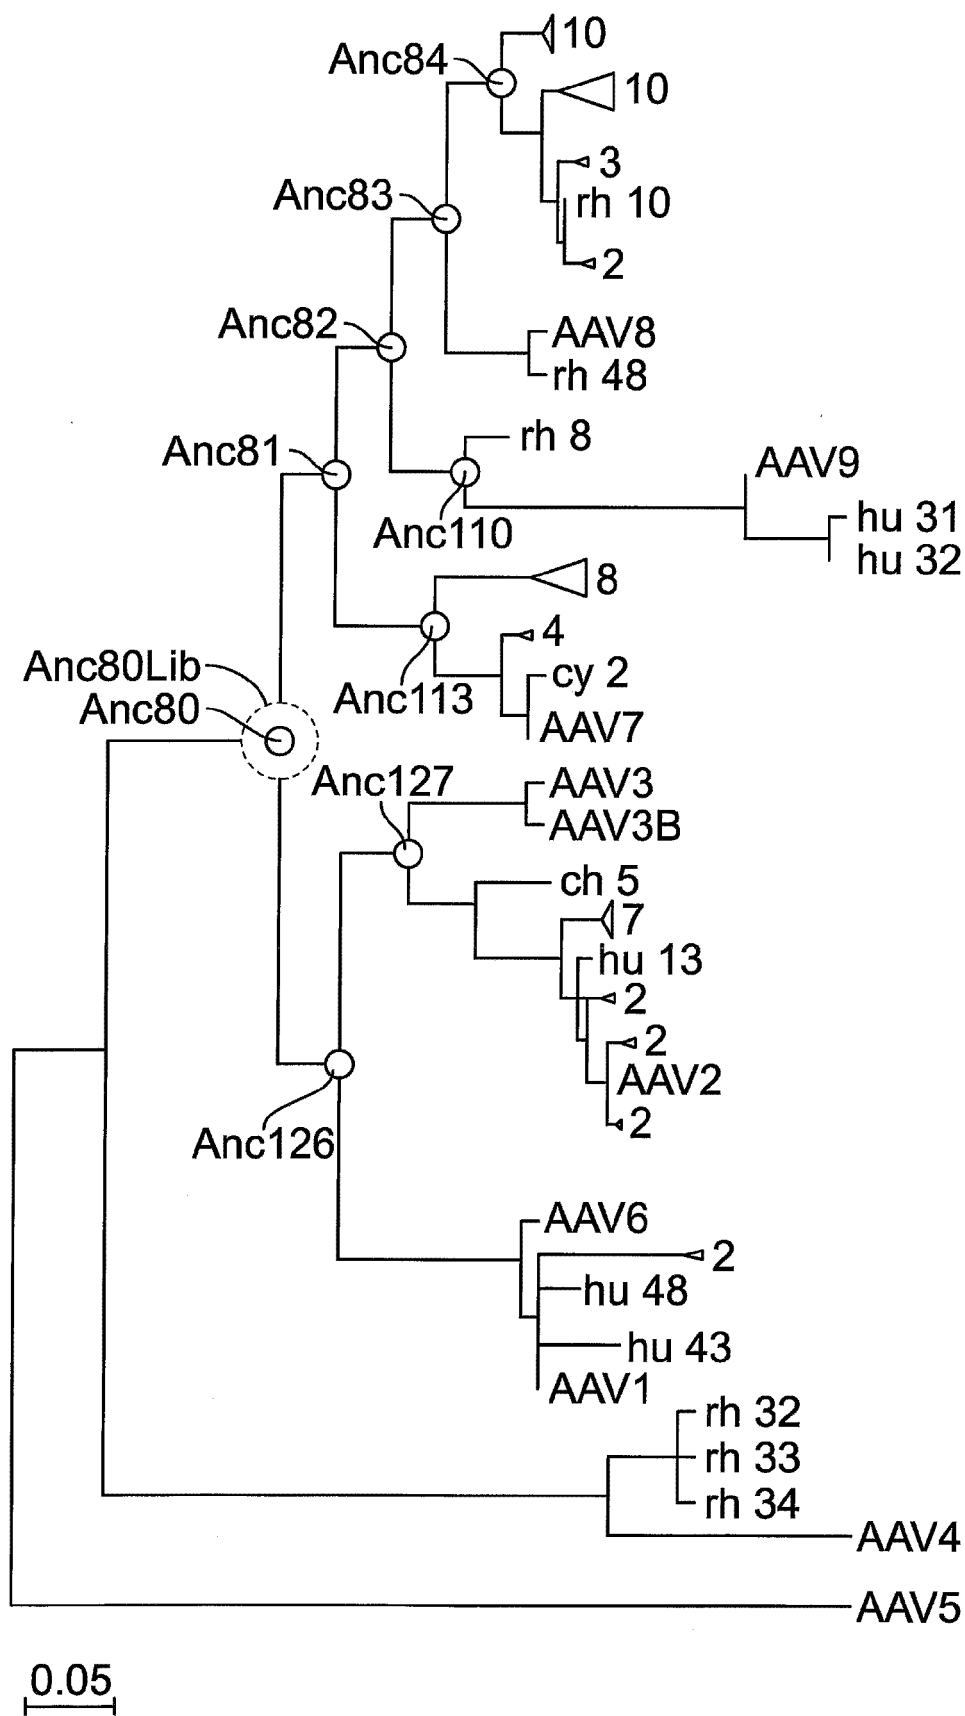 10
Anc84
10
3
Anc83
rh 10
2
Anc82
AAV8
rh 48
rh 8
Anc81
AAV9
hu 31
Anc110
hu 32
8
4
Anc80Lib
cy 2
Anc113
Anc80
AAV7
Anc127
AAV3
AAV3B
ch 5
7
hu 13
2
2
AAV2
2
Anc126
AAV6
2
hu 48
hu 43
AAV1
rh 32
rh 33
rh 34
AAV4
AAV5
0.05